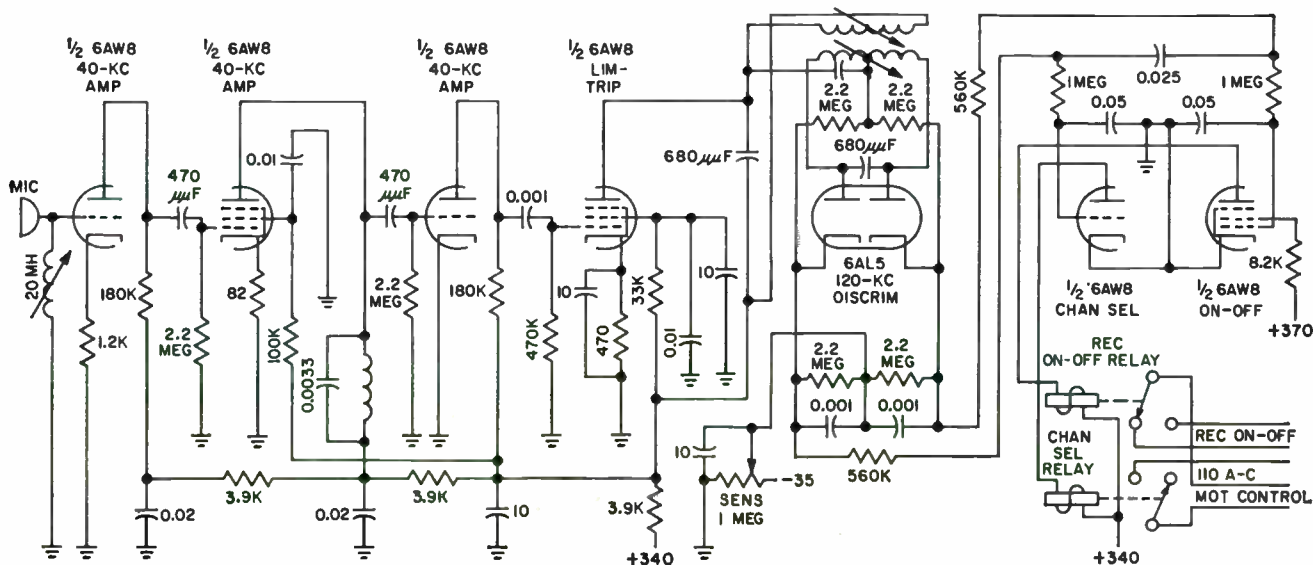 ½ 6AW8
40-KC
AMP
½ 6AW8
40-KC
AMP
½ 6AW8
40-KC
AMP
½ 6AW8
LIM-
TRIP
MIC
20 MH
1.2K
180K
470
μμF
2.2
MEG
82
0.01
100K
0.0033
470
μμF
2.2
MEG
180K
0.001
470K
10
470
33K
0.01
10
680μμF
0.02
3.9K
0.02
3.9K
10
3.9K
+340
2.2
MEG
2.2
MEG
680μμF
6AL5
120-KC
DISCRIM
2.2
MEG
2.2
MEG
0.001
0.001
10
SENS
1 MEG
-35
560K
560K
1 MEG
0.025
1 MEG
0.05
0.05
½ 6AW8
CHAN SEL
½ 6AW8
ON-OFF
8.2K
+370
REC
ON-OFF RELAY
CHAN
SEL
RELAY
REC ON-OFF
110 A-C
MOT CONTROL
+340